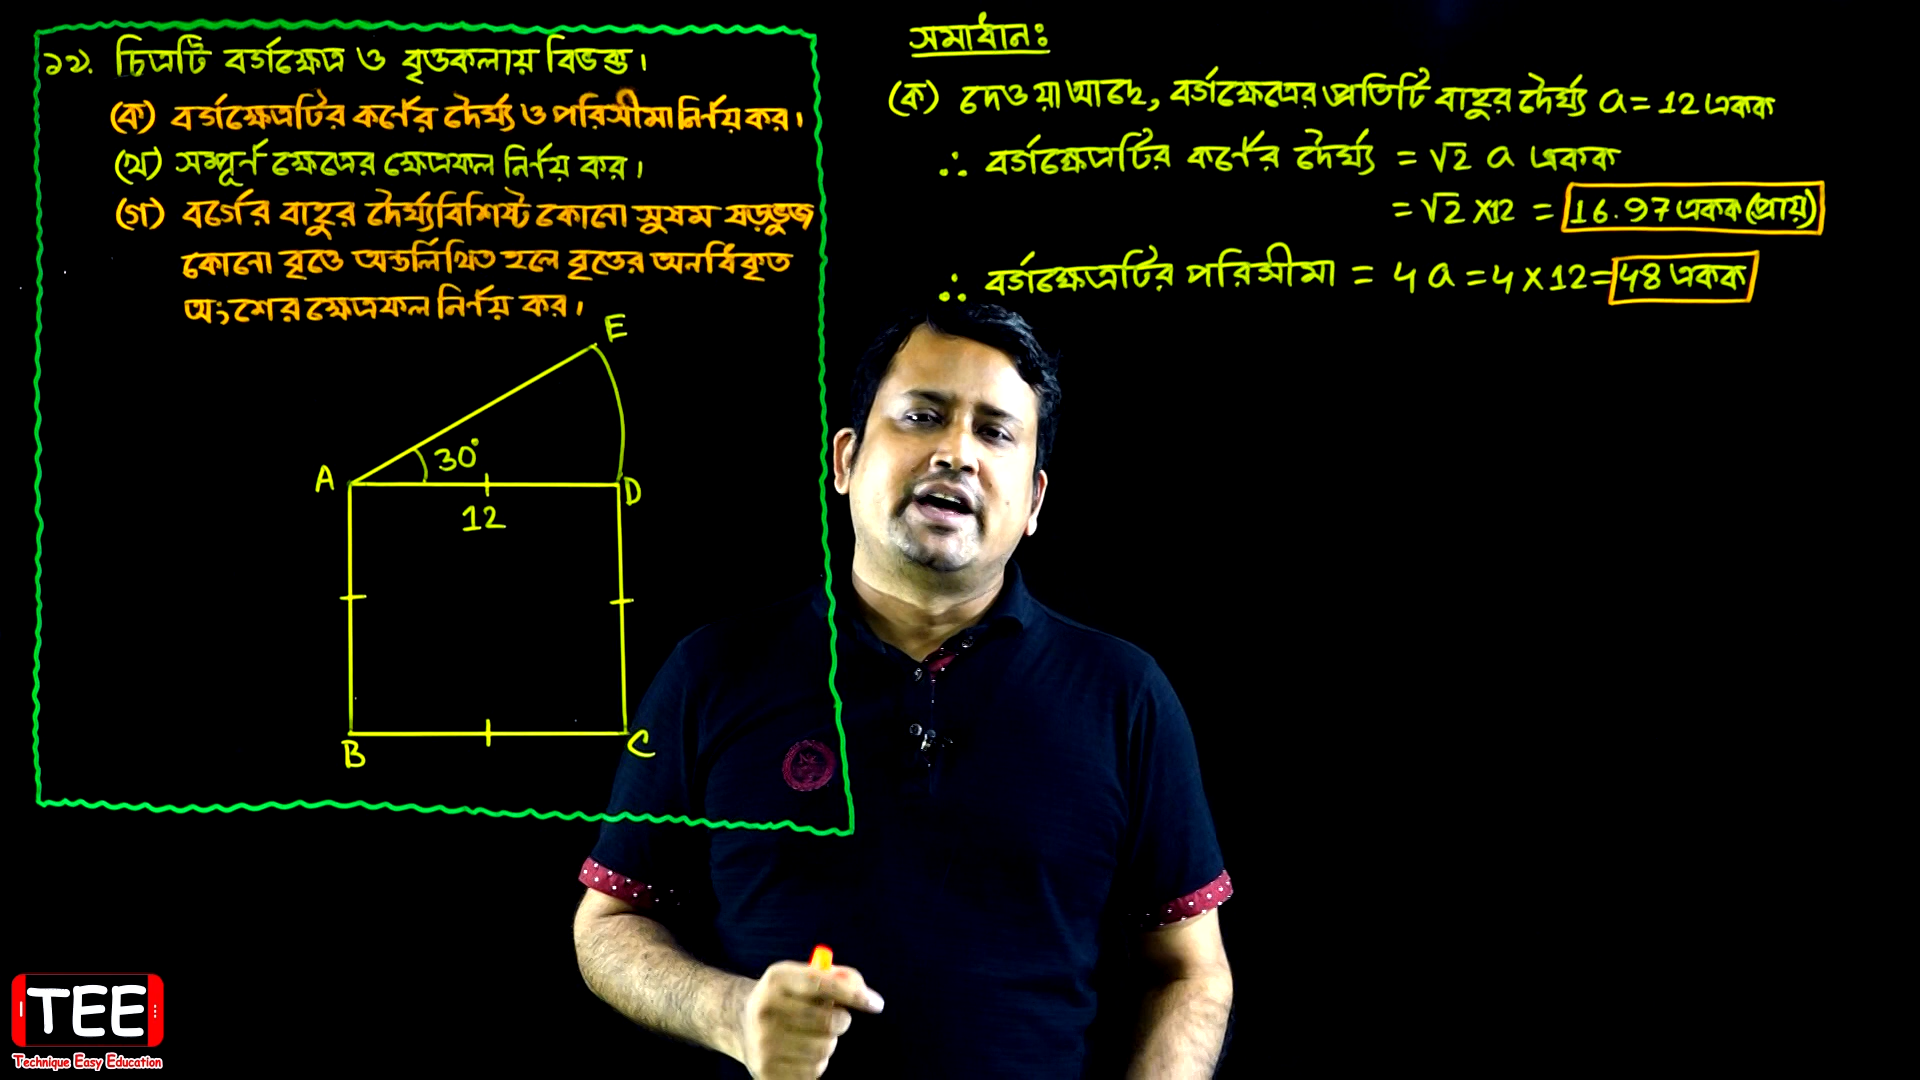 ১২. চিত্রটি বর্গক্ষেত্র ও বৃত্তকলায় বিভক্ত।
(ক) বর্গক্ষেত্রটির কর্ণের দৈর্ঘ্য ও পরিসীমা নির্ণয় কর।
(খ) সম্পূর্ণ ক্ষেত্রের ক্ষেত্রফল নির্ণয় কর।
(গ) বর্গের বাহুর দৈর্ঘ্যবিশিষ্ট কোনো সুষম ষড়ভুজ
কোনো বৃত্তে অন্তর্লিখিত হলে বৃত্তের অনধিকৃত
অংশের ক্ষেত্রফল নির্ণয় কর।
E
30°
A
D
12
B
C
সমাধান:
(ক) দেওয়া আছে, বর্গক্ষেত্রের প্রতিটি বাহুর দৈর্ঘ্য a = 12 একক
∴ বর্গক্ষেত্রটির কর্ণের দৈর্ঘ্য = √2 a একক
= √2 × 12 = 16.97 একক (প্রায়)
∴ বর্গক্ষেত্রটির পরিসীমা = 4 a = 4 × 12 = 48 একক
TEE
Technique Easy Education